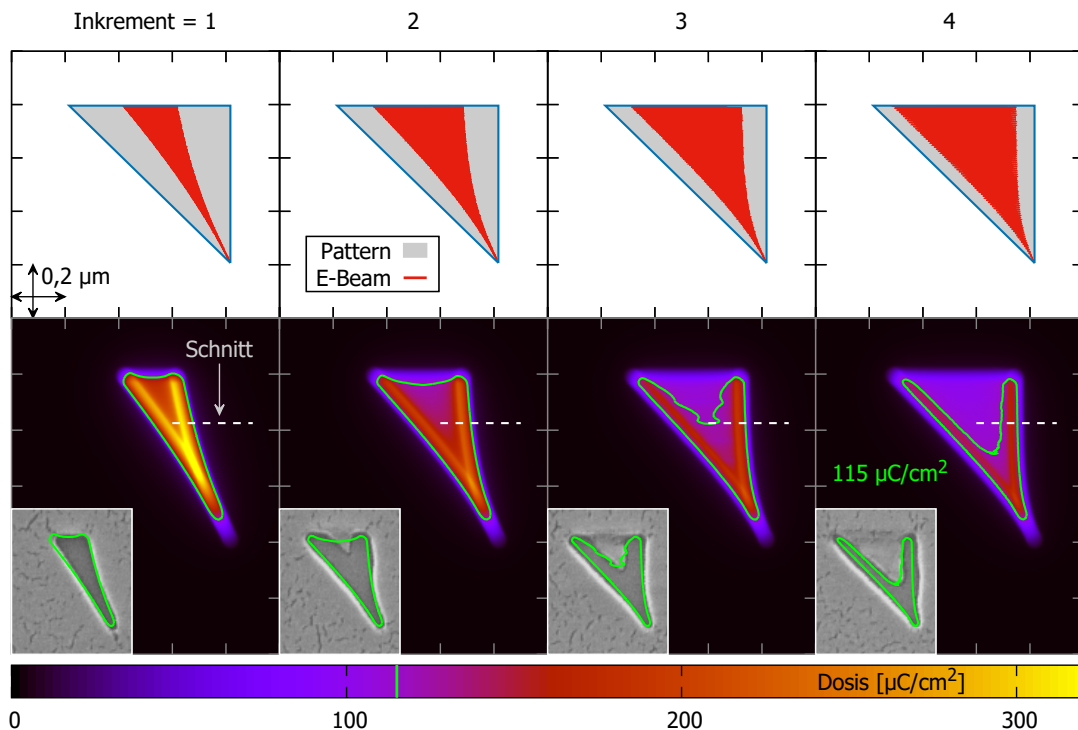 Inkrement = 1 2 3 4
Pattern
E-Beam
0,2 µm
Schnitt
115 µC/cm²
Dosis [µC/cm²]
0 100 200 300